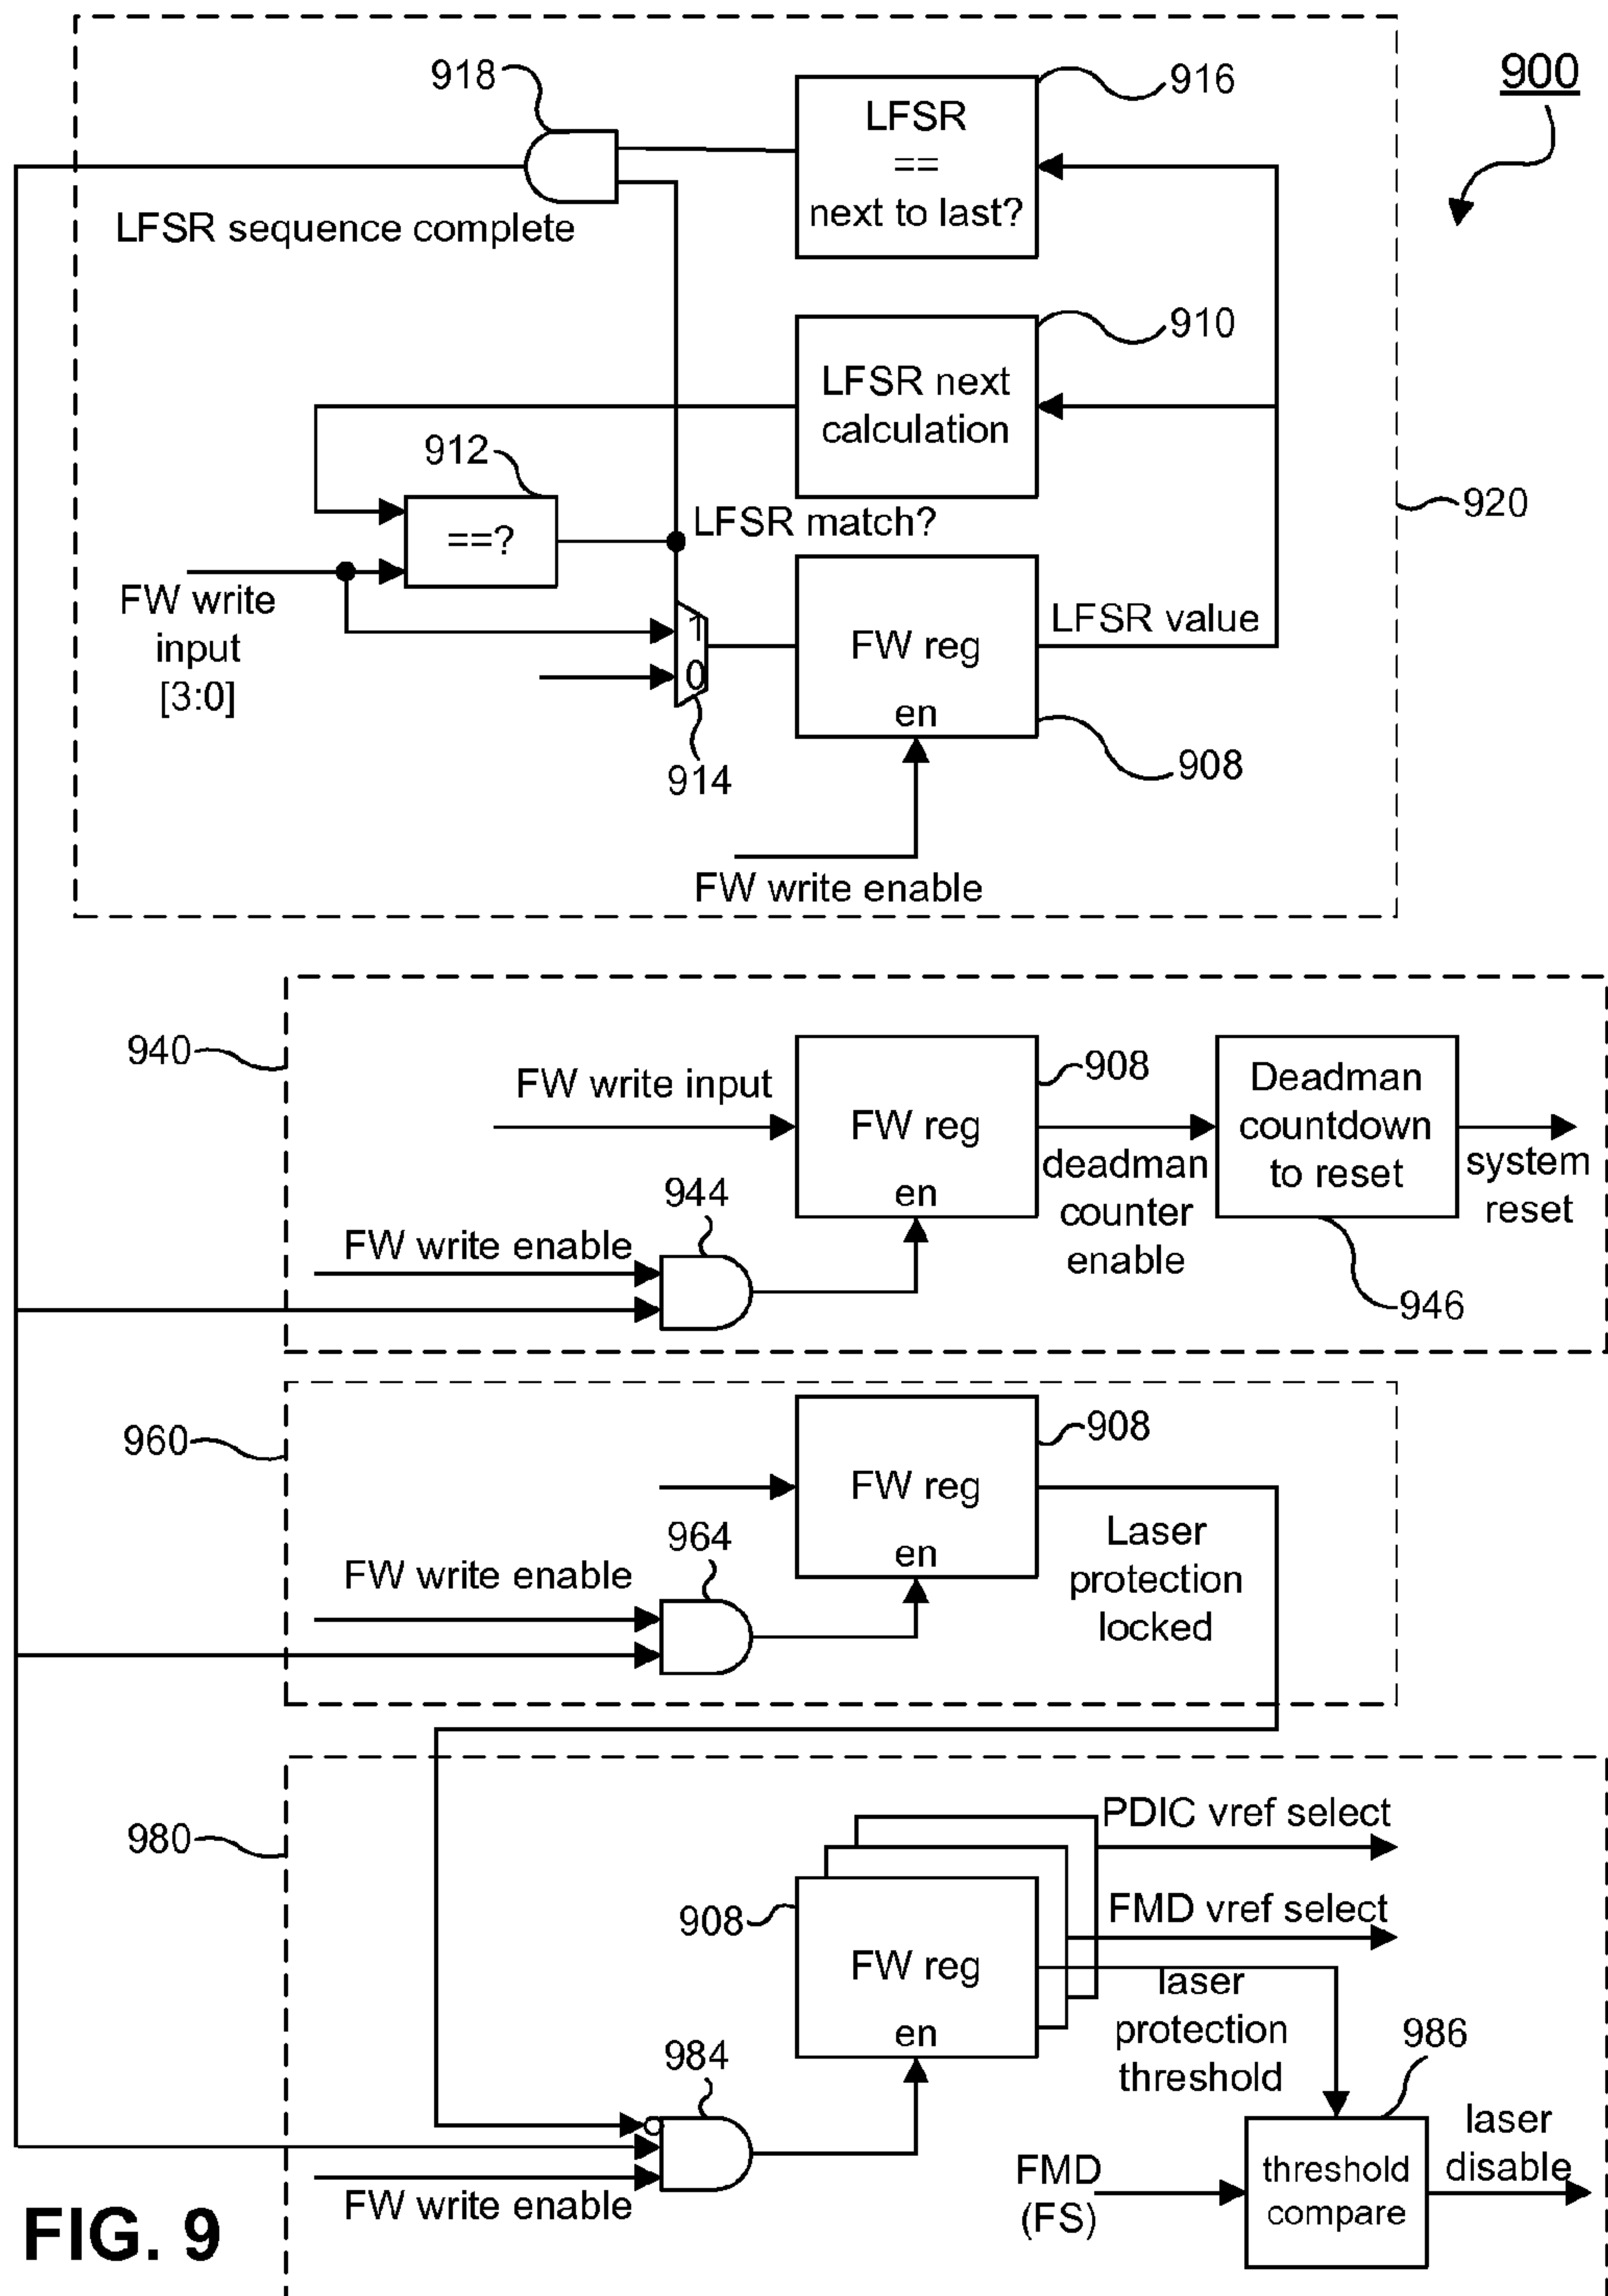 918
916
900
LFSR
==
next to last?
LFSR sequence complete
910
LFSR next
calculation
912
920
==?
LFSR match?
FW write
input
[3:0]
1
0
FW reg
en
LFSR value
914
908
FW write enable
940
FW write input
FW reg
en
908
deadman
counter
enable
Deadman
countdown
to reset
system
reset
944
FW write enable
946
960
FW reg
en
908
964
FW write enable
Laser
protection
locked
980
PDIC vref select
FMD vref select
908
FW reg
en
laser
protection
threshold
984
986
FW write enable
FMD
(FS)
threshold
compare
laser
disable
FIG. 9